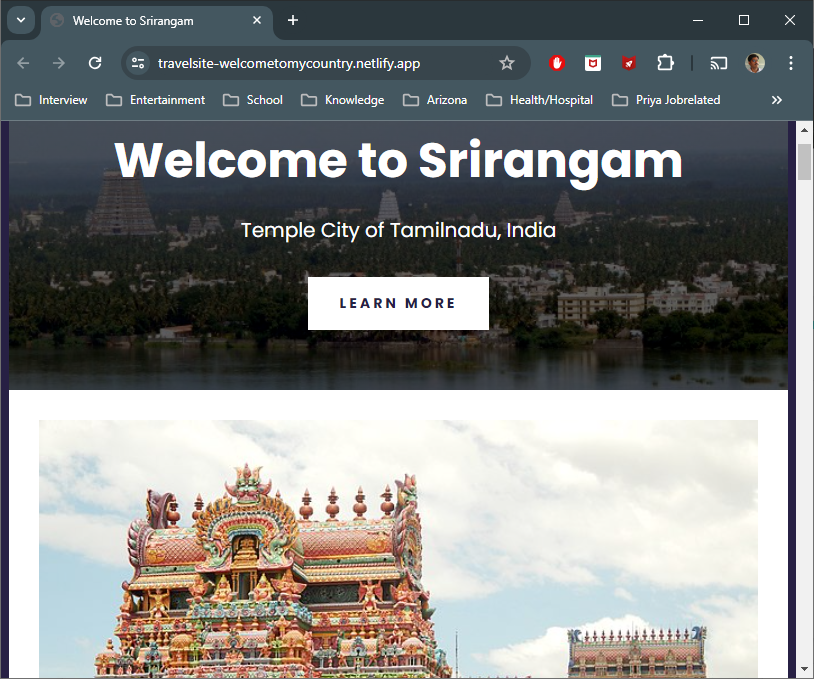 Welcome to Srirangam
travelsite-welcometomycountry.netlify.app
Interview Entertainment School Knowledge Arizona Health/Hospital Priya Jobrelated
Welcome to Srirangam
Temple City of Tamilnadu, India
LEARN MORE